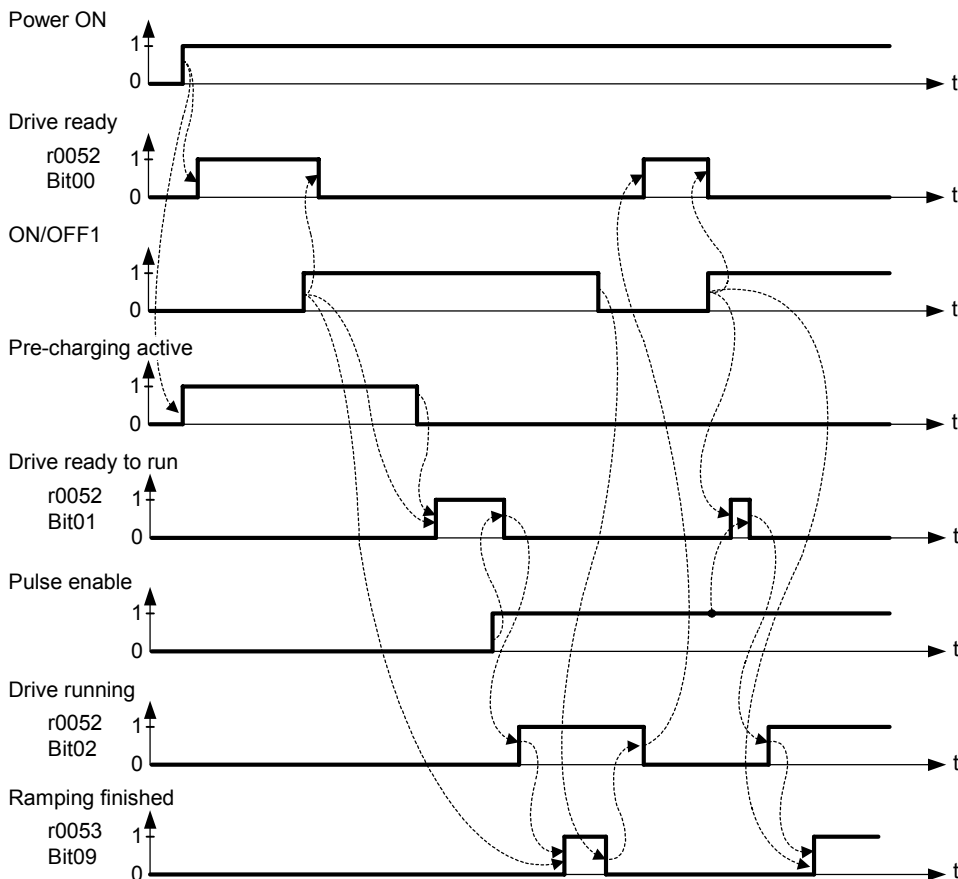 Power ON
1
0
t
Drive ready
r0052
Bit00
1
0
t
ON/OFF1
1
0
t
Pre-charging active
1
0
t
Drive ready to run
r0052
Bit01
1
0
t
Pulse enable
1
0
t
Drive running
r0052
Bit02
1
0
t
Ramping finished
r0053
Bit09
1
0
t